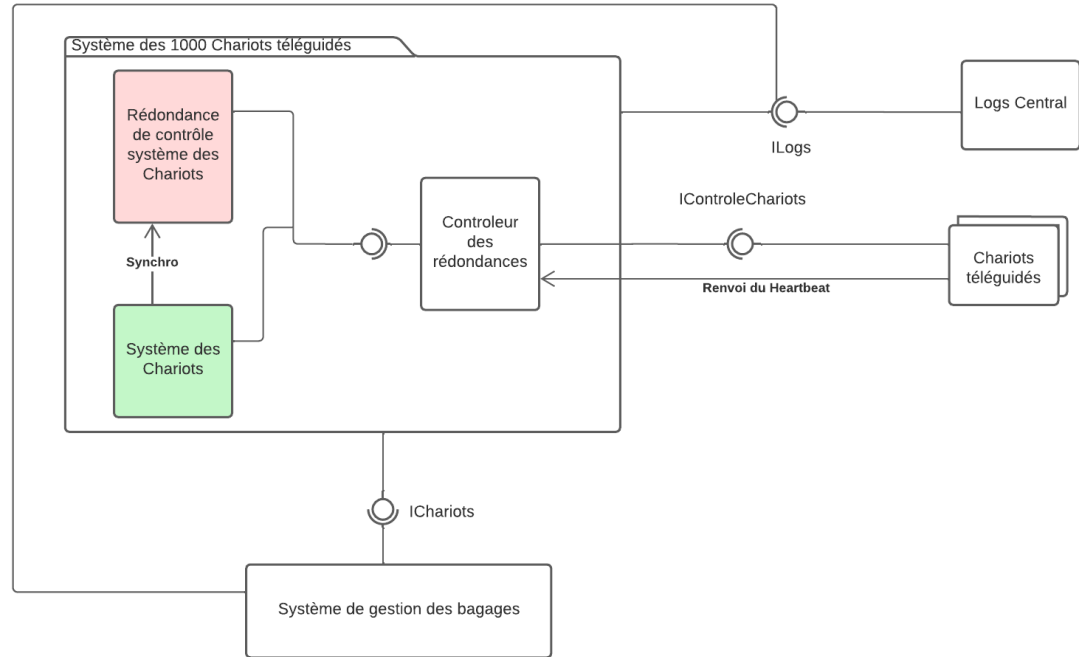 Système des 1000 Chariots téléguidés
Rédondance
de contrôle
système des
Chariots
Logs Central
ILogs
IControleChariots
Controleur
des
rédondances
Chariots
téléguidés
Synchro
Renvoi du Heartbeat
Système des
Chariots
IChariots
Système de gestion des bagages